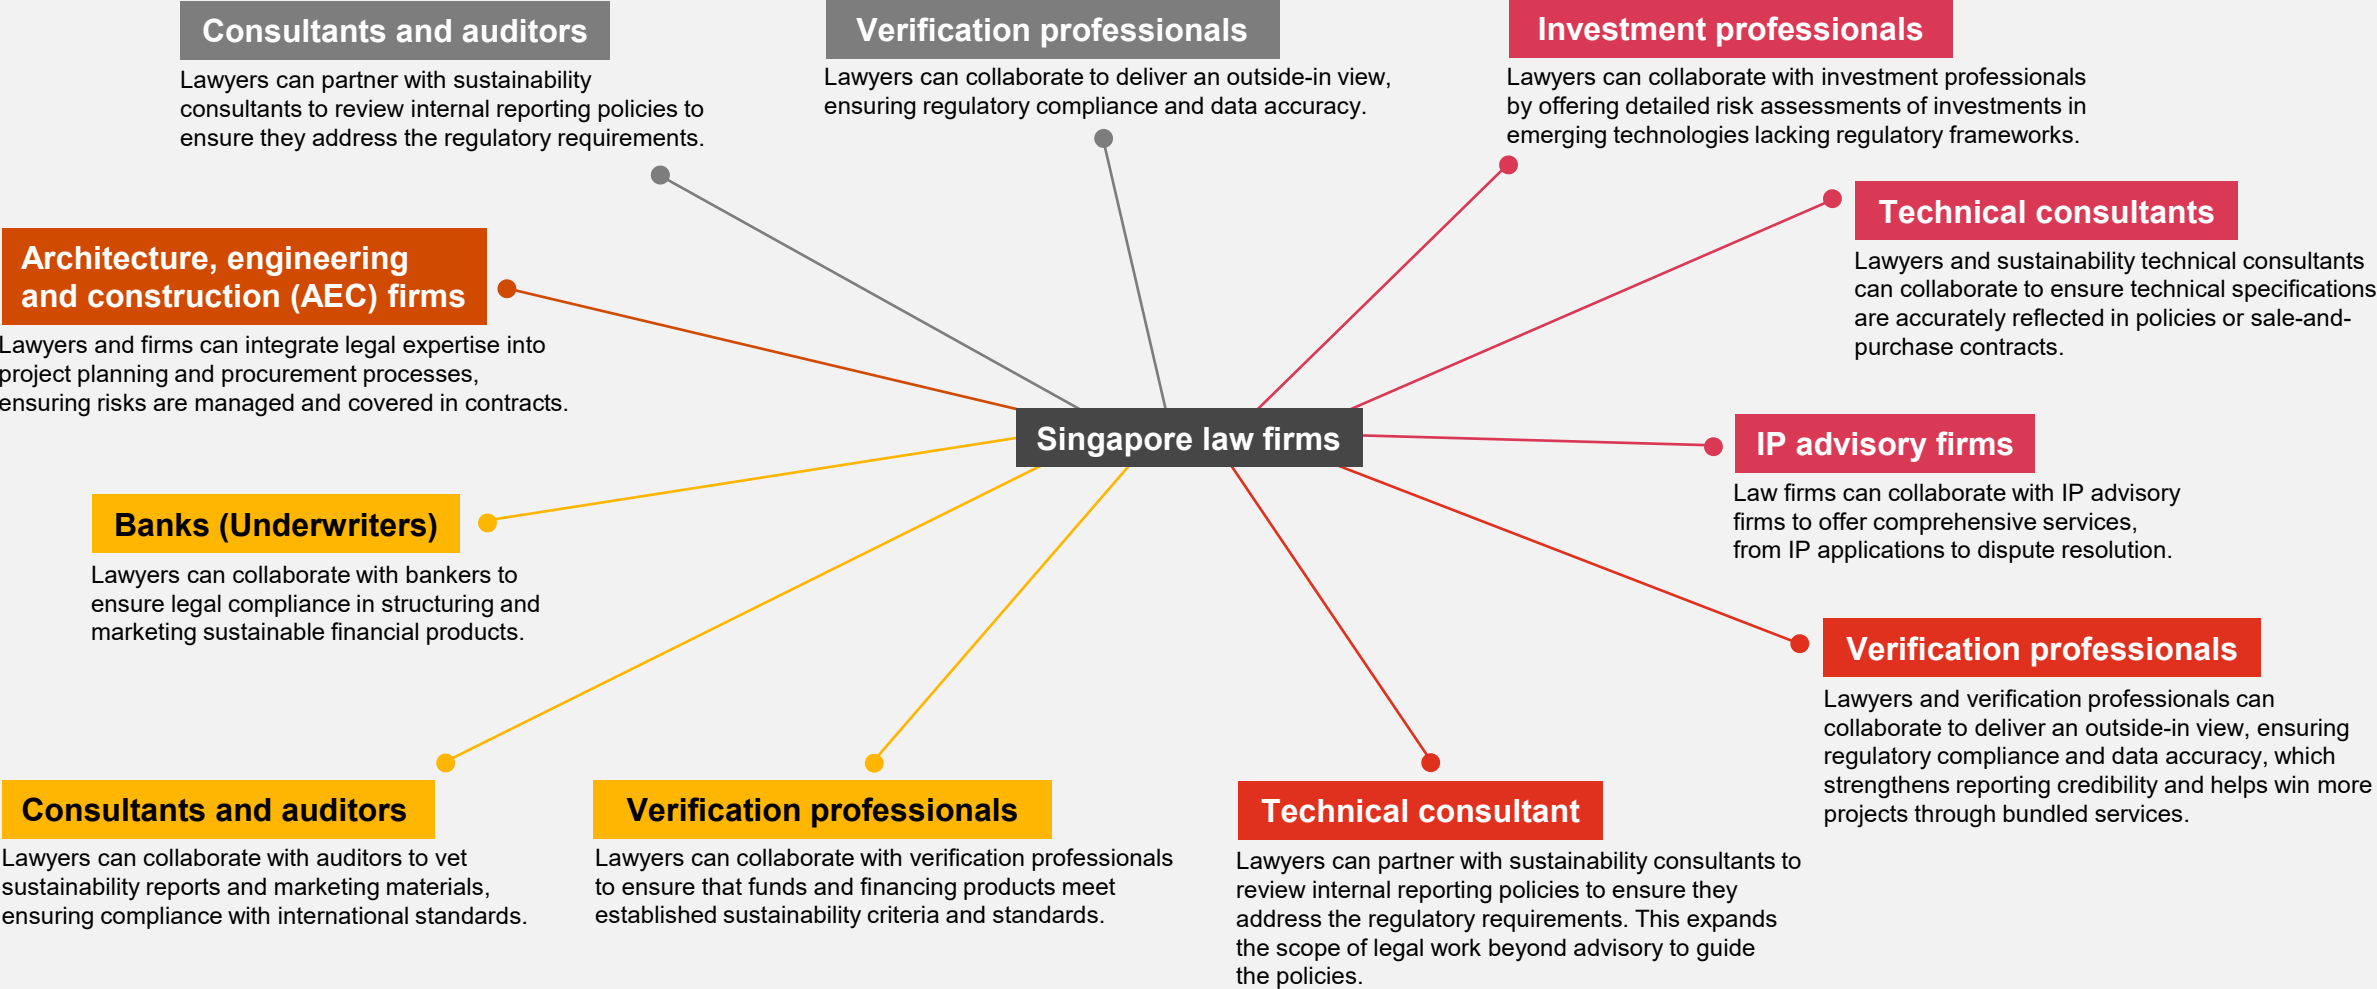 Consultants and auditors
Lawyers can partner with sustainability
consultants to review internal reporting policies to
ensure they address the regulatory requirements.
Verification professionals
Lawyers can collaborate to deliver an outside-in view,
ensuring regulatory compliance and data accuracy.
Investment professionals
Lawyers can collaborate with investment professionals
by offering detailed risk assessments of investments in
emerging technologies lacking regulatory frameworks.
Technical consultants
Lawyers and sustainability technical consultants
can collaborate to ensure technical specifications
are accurately reflected in policies or sale-and-
purchase contracts.
Architecture, engineering
and construction (AEC) firms
Lawyers and firms can integrate legal expertise into
project planning and procurement processes,
ensuring risks are managed and covered in contracts.
Singapore law firms
IP advisory firms
Law firms can collaborate with IP advisory
firms to offer comprehensive services,
from IP applications to dispute resolution.
Banks (Underwriters)
Lawyers can collaborate with bankers to
ensure legal compliance in structuring and
marketing sustainable financial products.
Verification professionals
Lawyers and verification professionals can
collaborate to deliver an outside-in view, ensuring
regulatory compliance and data accuracy, which
strengthens reporting credibility and helps win more
projects through bundled services.
Consultants and auditors
Lawyers can collaborate with auditors to vet
sustainability reports and marketing materials,
ensuring compliance with international standards.
Verification professionals
Lawyers can collaborate with verification professionals
to ensure that funds and financing products meet
established sustainability criteria and standards.
Technical consultant
Lawyers can partner with sustainability consultants to
review internal reporting policies to ensure they
address the regulatory requirements. This expands
the scope of legal work beyond advisory to guide
the policies.